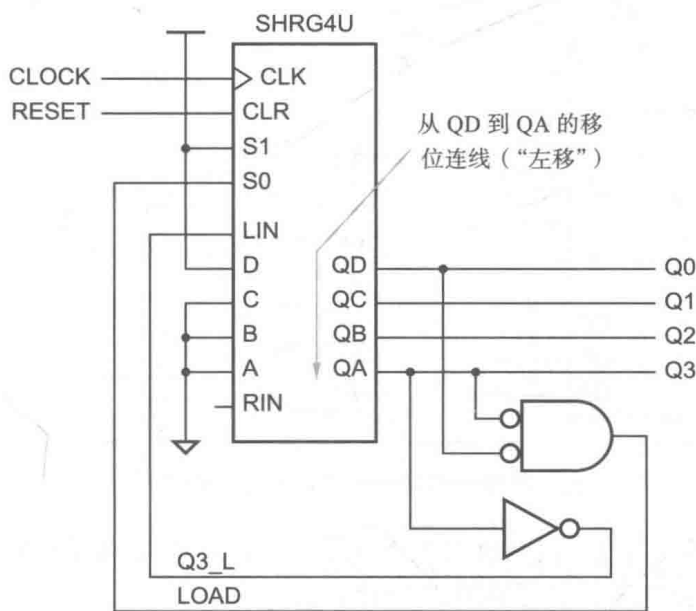 SHRG4U
CLOCK
RESET
CLK
CLR
S1
S0
LIN
D
C
B
A
RIN
QD
QC
QB
QA
从 QD 到 QA 的移
位连线（“左移”）
Q0
Q1
Q2
Q3
Q3_L
LOAD